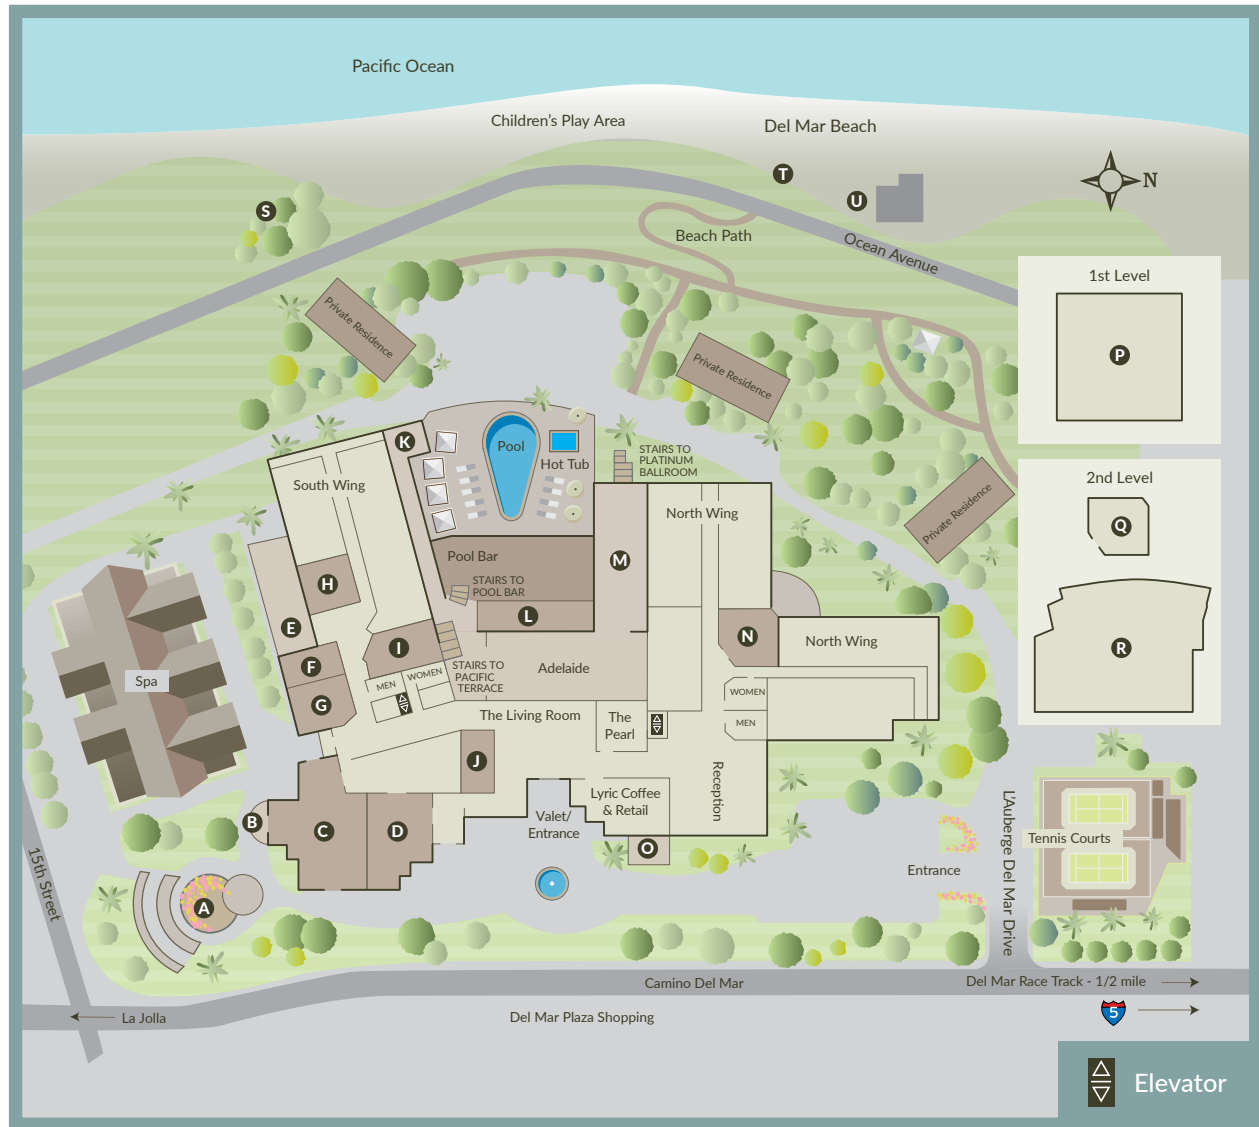 Pacific Ocean
Children's Play Area
Del Mar Beach
T
N
U
S
Beach Path
Ocean Avenue
1st Level
P
Private Residence
Private Residence
K
Pool
Hot Tub
STAIRS TO
PLATINUM
BALLROOM
South Wing
North Wing
2nd Level
Q
Private Residence
Pool Bar
M
H
STAIRS TO
POOL BAR
L
E
I
N
North Wing
R
F
Adelaide
STAIRS TO
PACIFIC
TERRACE
MEN
WOMEN
Spa
G
WOMEN
MEN
The Living Room
The
Pearl
J
Reception
Lyric Coffee
& Retail
Valet/
Entrance
B
C
D
O
L'Auberge Del Mar Drive
Tennis Courts
Entrance
15th Street
A
Camino Del Mar
Del Mar Race Track - 1/2 mile
La Jolla
Del Mar Plaza Shopping
5
Elevator